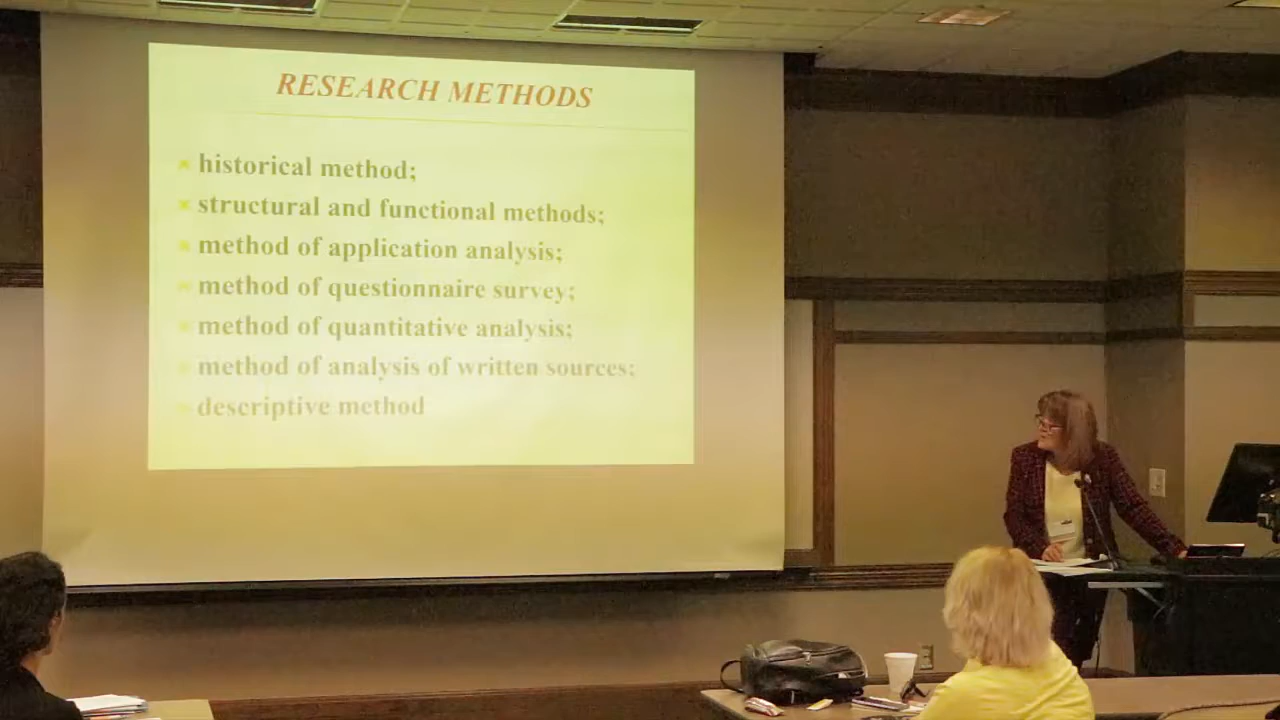 RESEARCH METHODS
historical method;
structural and functional methods;
method of application analysis;
method of questionnaire survey;
method of quantitative analysis;
method of analysis of written sources;
descriptive method